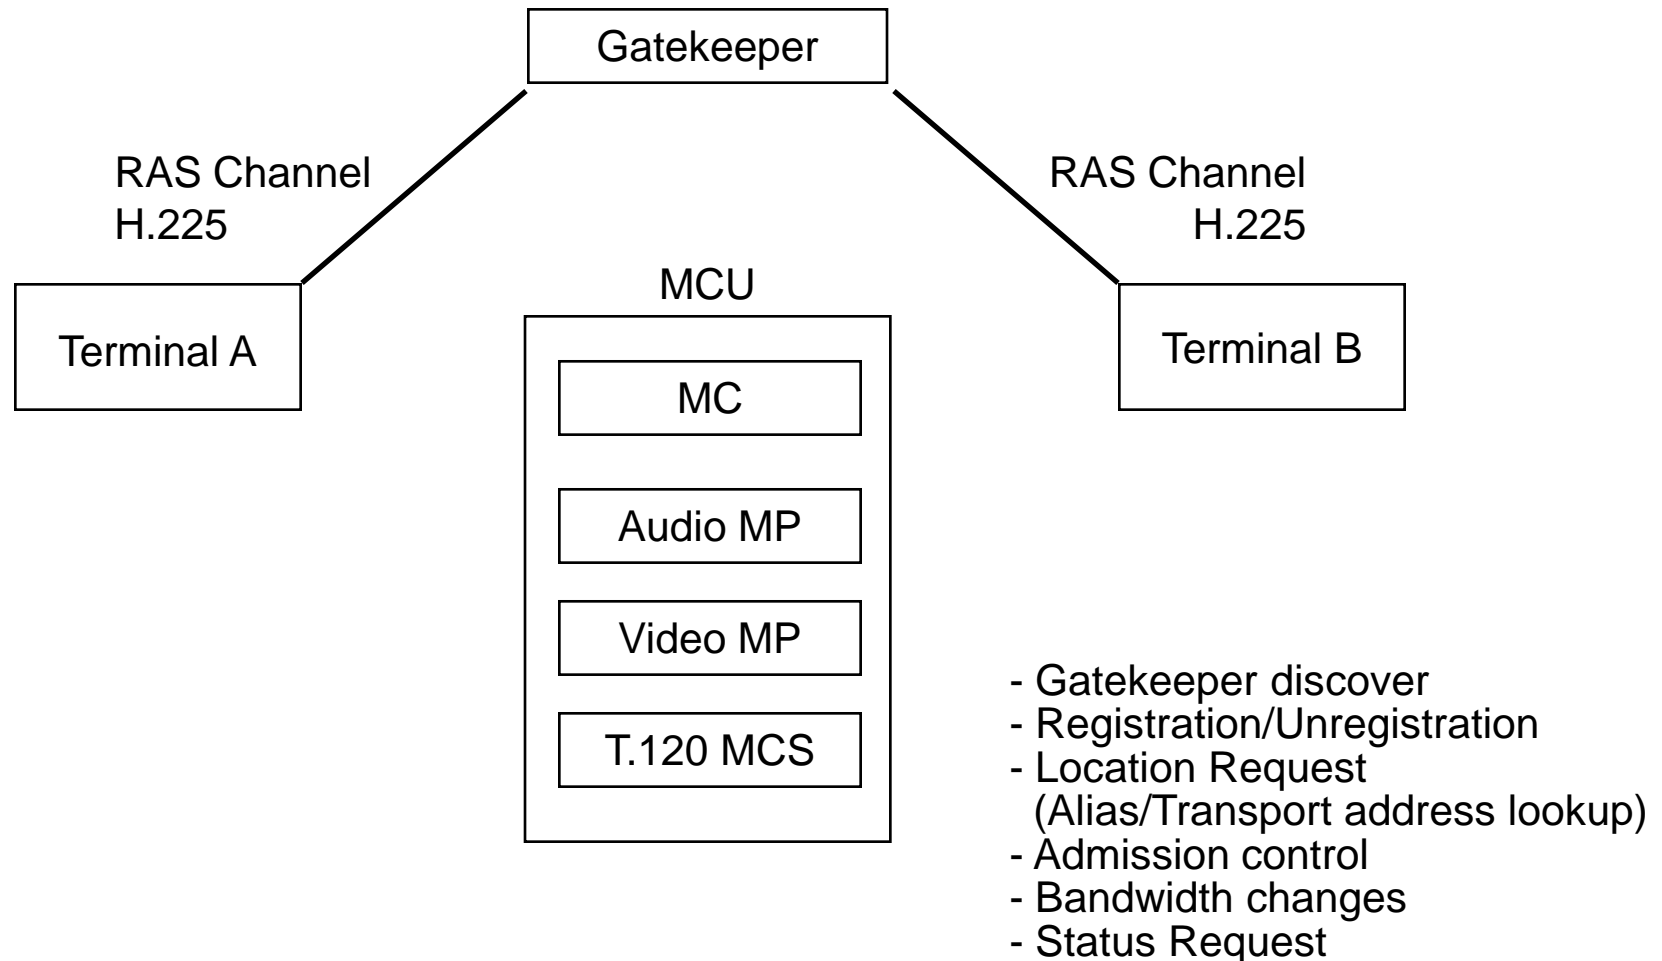 Gatekeeper
RAS Channel
H.225
RAS Channel
H.225
MCU
Terminal A
Terminal B
MC
Audio MP
Video MP
T.120 MCS
- Gatekeeper discover
- Registration/Unregistration
- Location Request
(Alias/Transport address lookup)
- Admission control
- Bandwidth changes
- Status Request